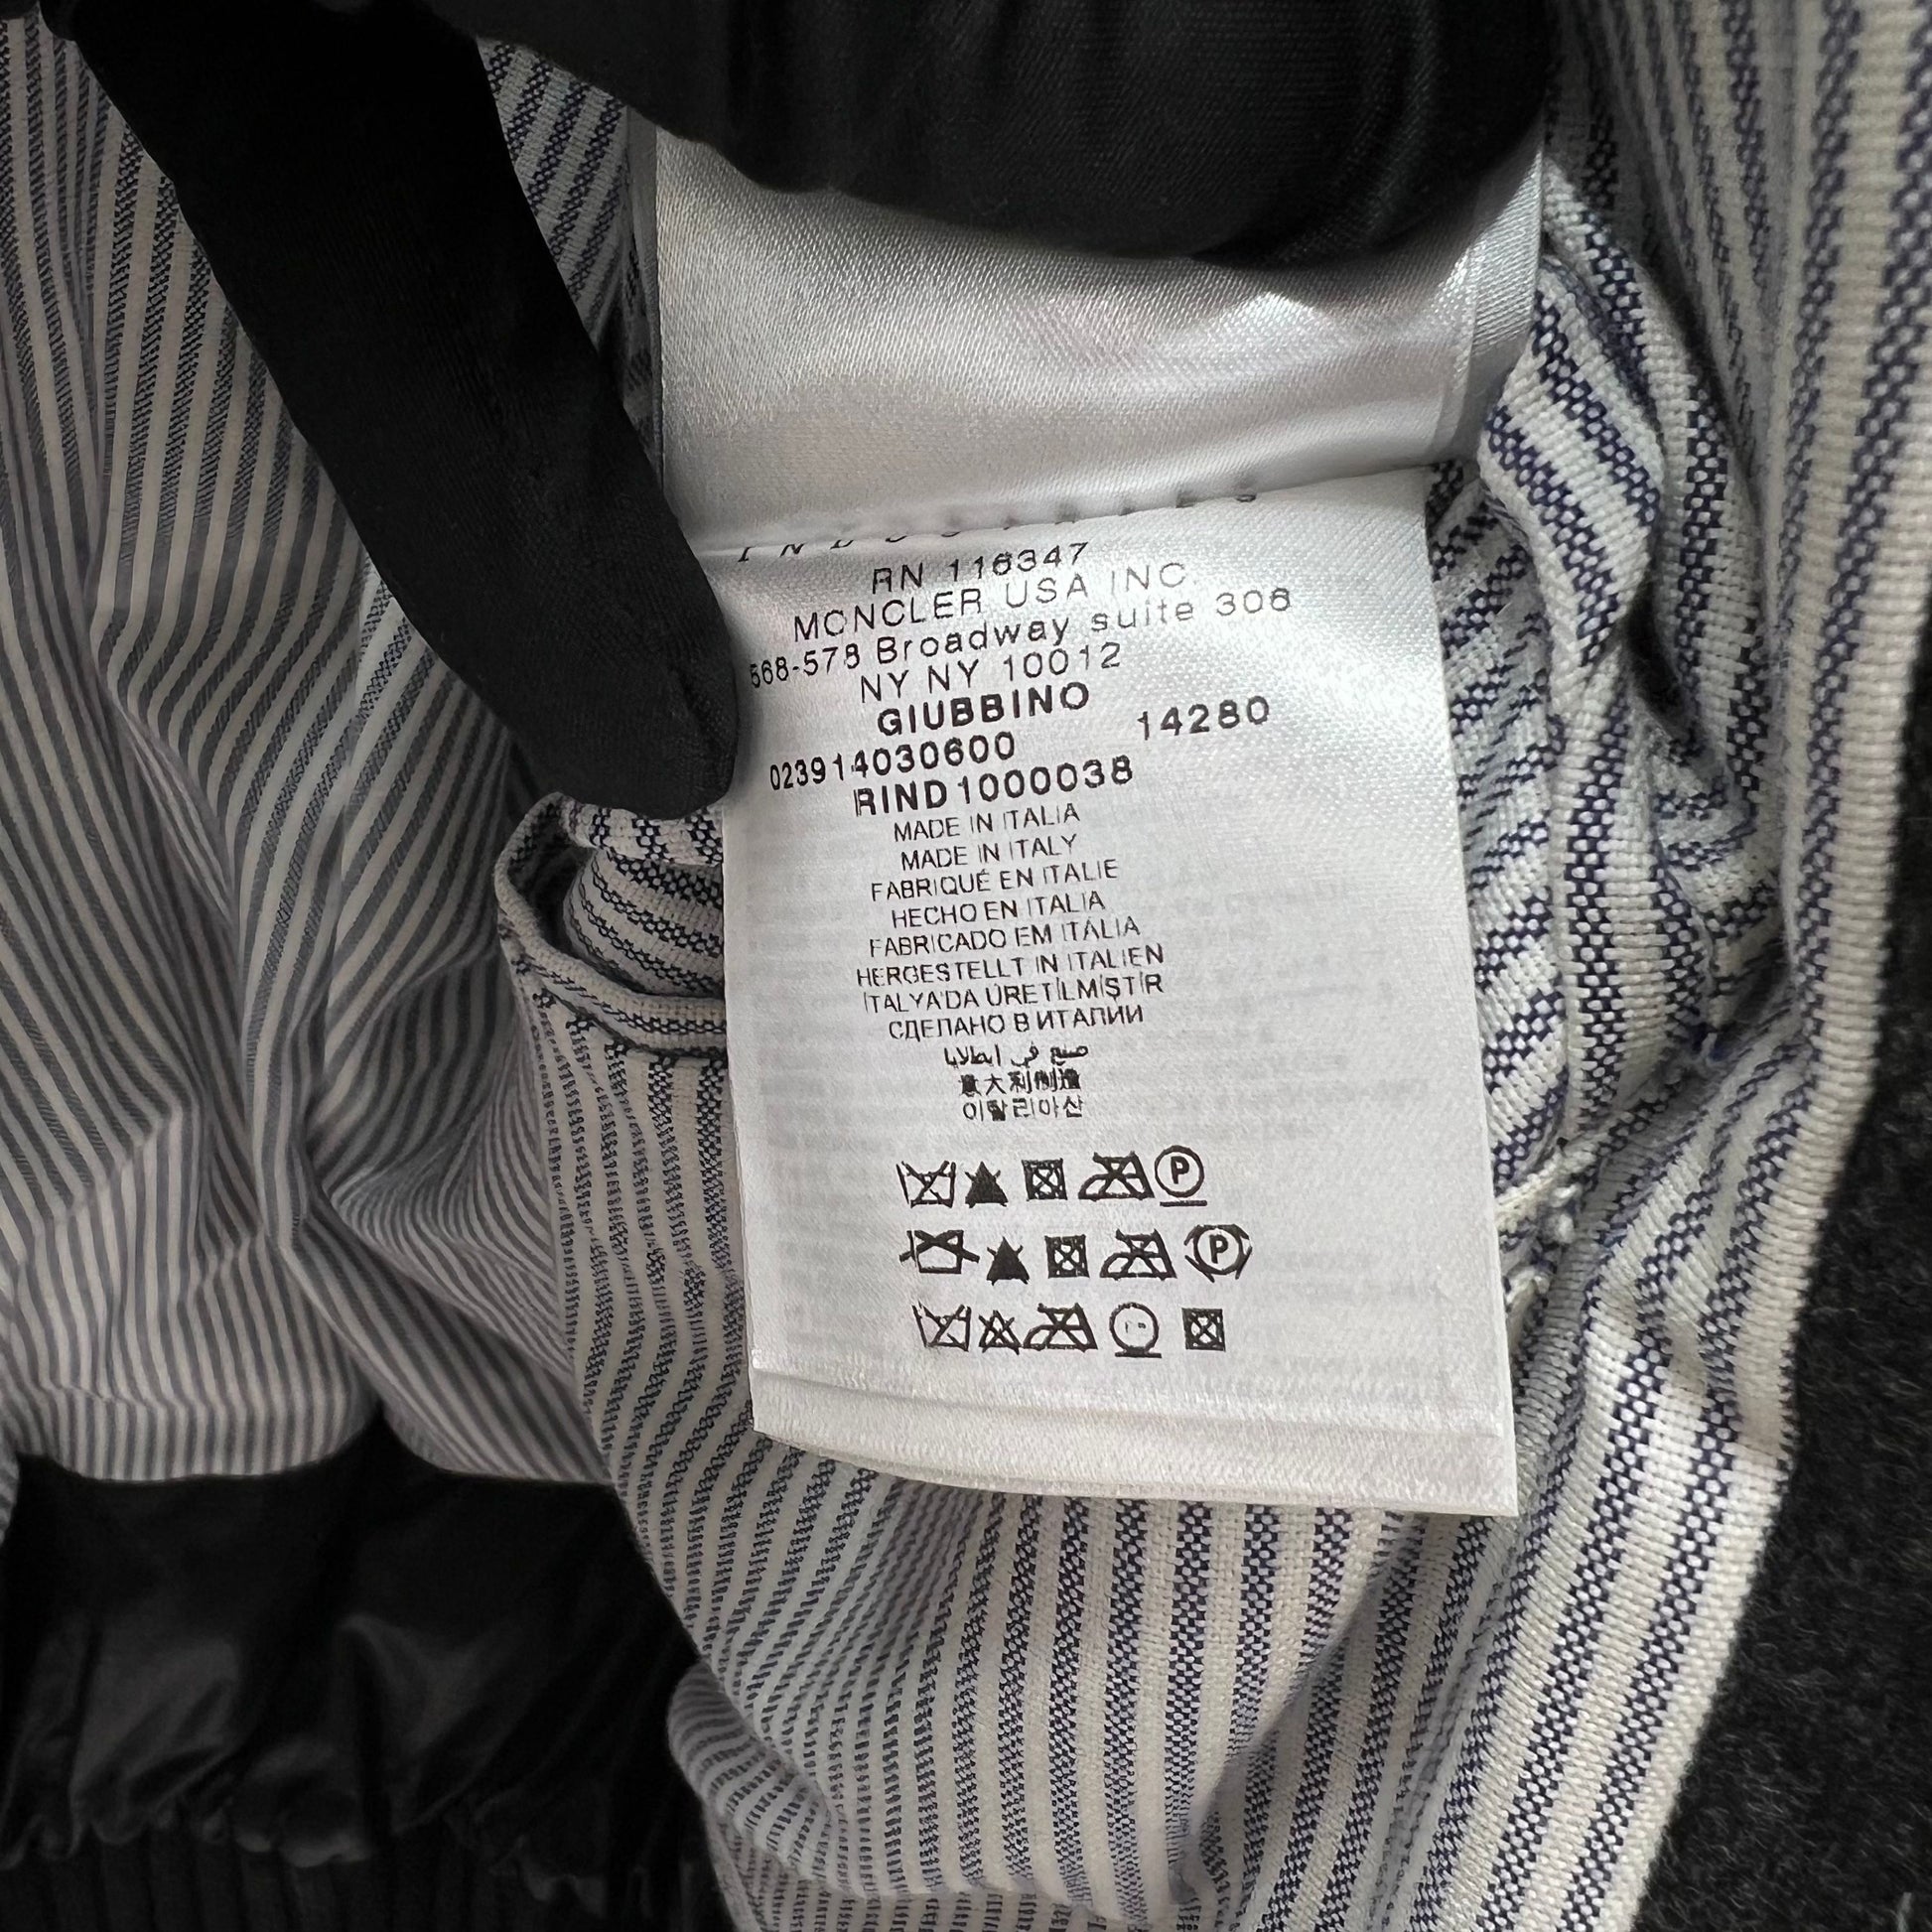 RN 116347
MONCLER USA INC.
568-578 Broadway suite 306
NY NY 10012
GIUBBINO
023914030600 14280
RIND1000038
MADE IN ITALIA
MADE IN ITALY
FABRIQUÉ EN ITALIE
HECHO EN ITALIA
FABRICADO EM ITÁLIA
HERGESTELLT IN ITALIEN
İTALYA'DA ÜRETİLMİŞTİR
СДЕЛАНО В ИТАЛИИ
صنع في ايطاليا
意大利制造
이탈리아산
P
P